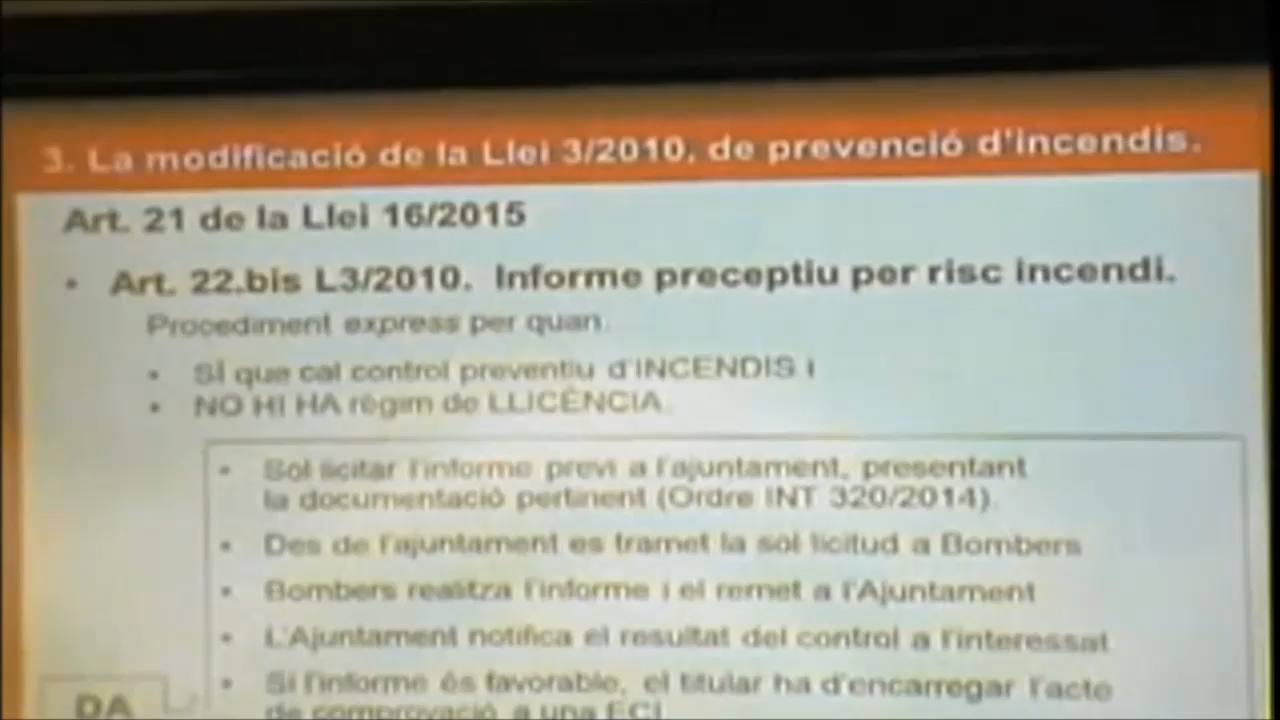 3. La modificació de la Llei 3/2010, de prevenció d'incendis.
Art. 21 de la Llei 16/2015
• Art. 22.bis L3/2010. Informe preceptiu per risc incendi.
Procediment express per quan.
• SÍ que cal control preventiu d'INCENDIS i
• NO HI HA règim de LLICÈNCIA.
• Sol·licitar l'informe previ a l'ajuntament, presentant
la documentació pertinent (Ordre INT 320/2014).
• Des de l'ajuntament es tramet la sol·licitud a Bombers
• Bombers realitza l'informe i el remet a l'Ajuntament
• L'Ajuntament notifica el resultat del control a l'interessat
• Si l'informe és favorable, el titular ha d'encarregar l'acte
de comprovació a una ECI
DA